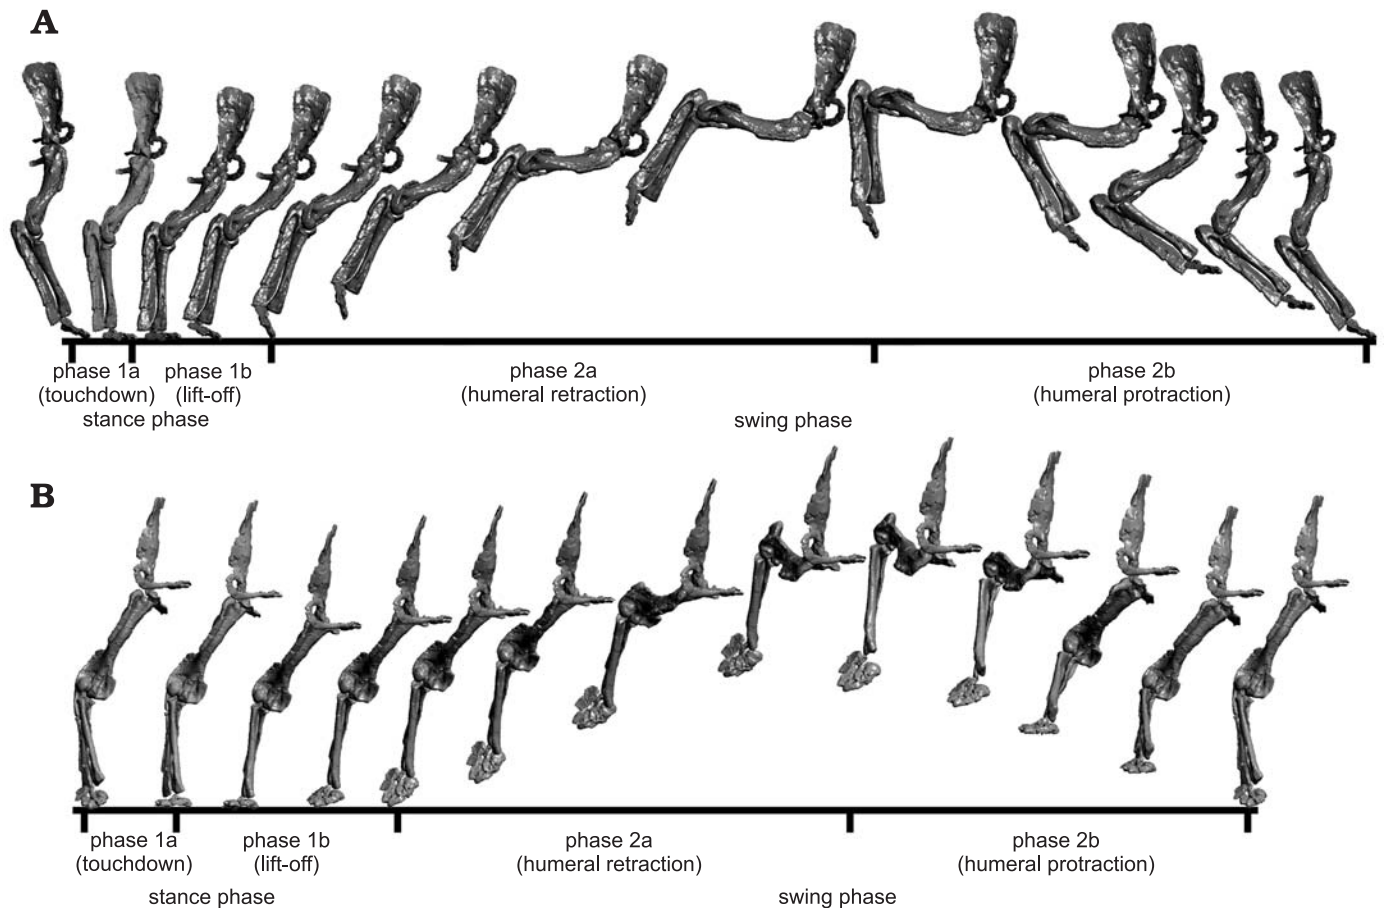 A
phase 1a
(touchdown)
phase 1b
(lift-off)
phase 2a
(humeral retraction)
phase 2b
(humeral protraction)
stance phase
swing phase
B
phase 1a
(touchdown)
phase 1b
(lift-off)
phase 2a
(humeral retraction)
phase 2b
(humeral protraction)
stance phase
swing phase